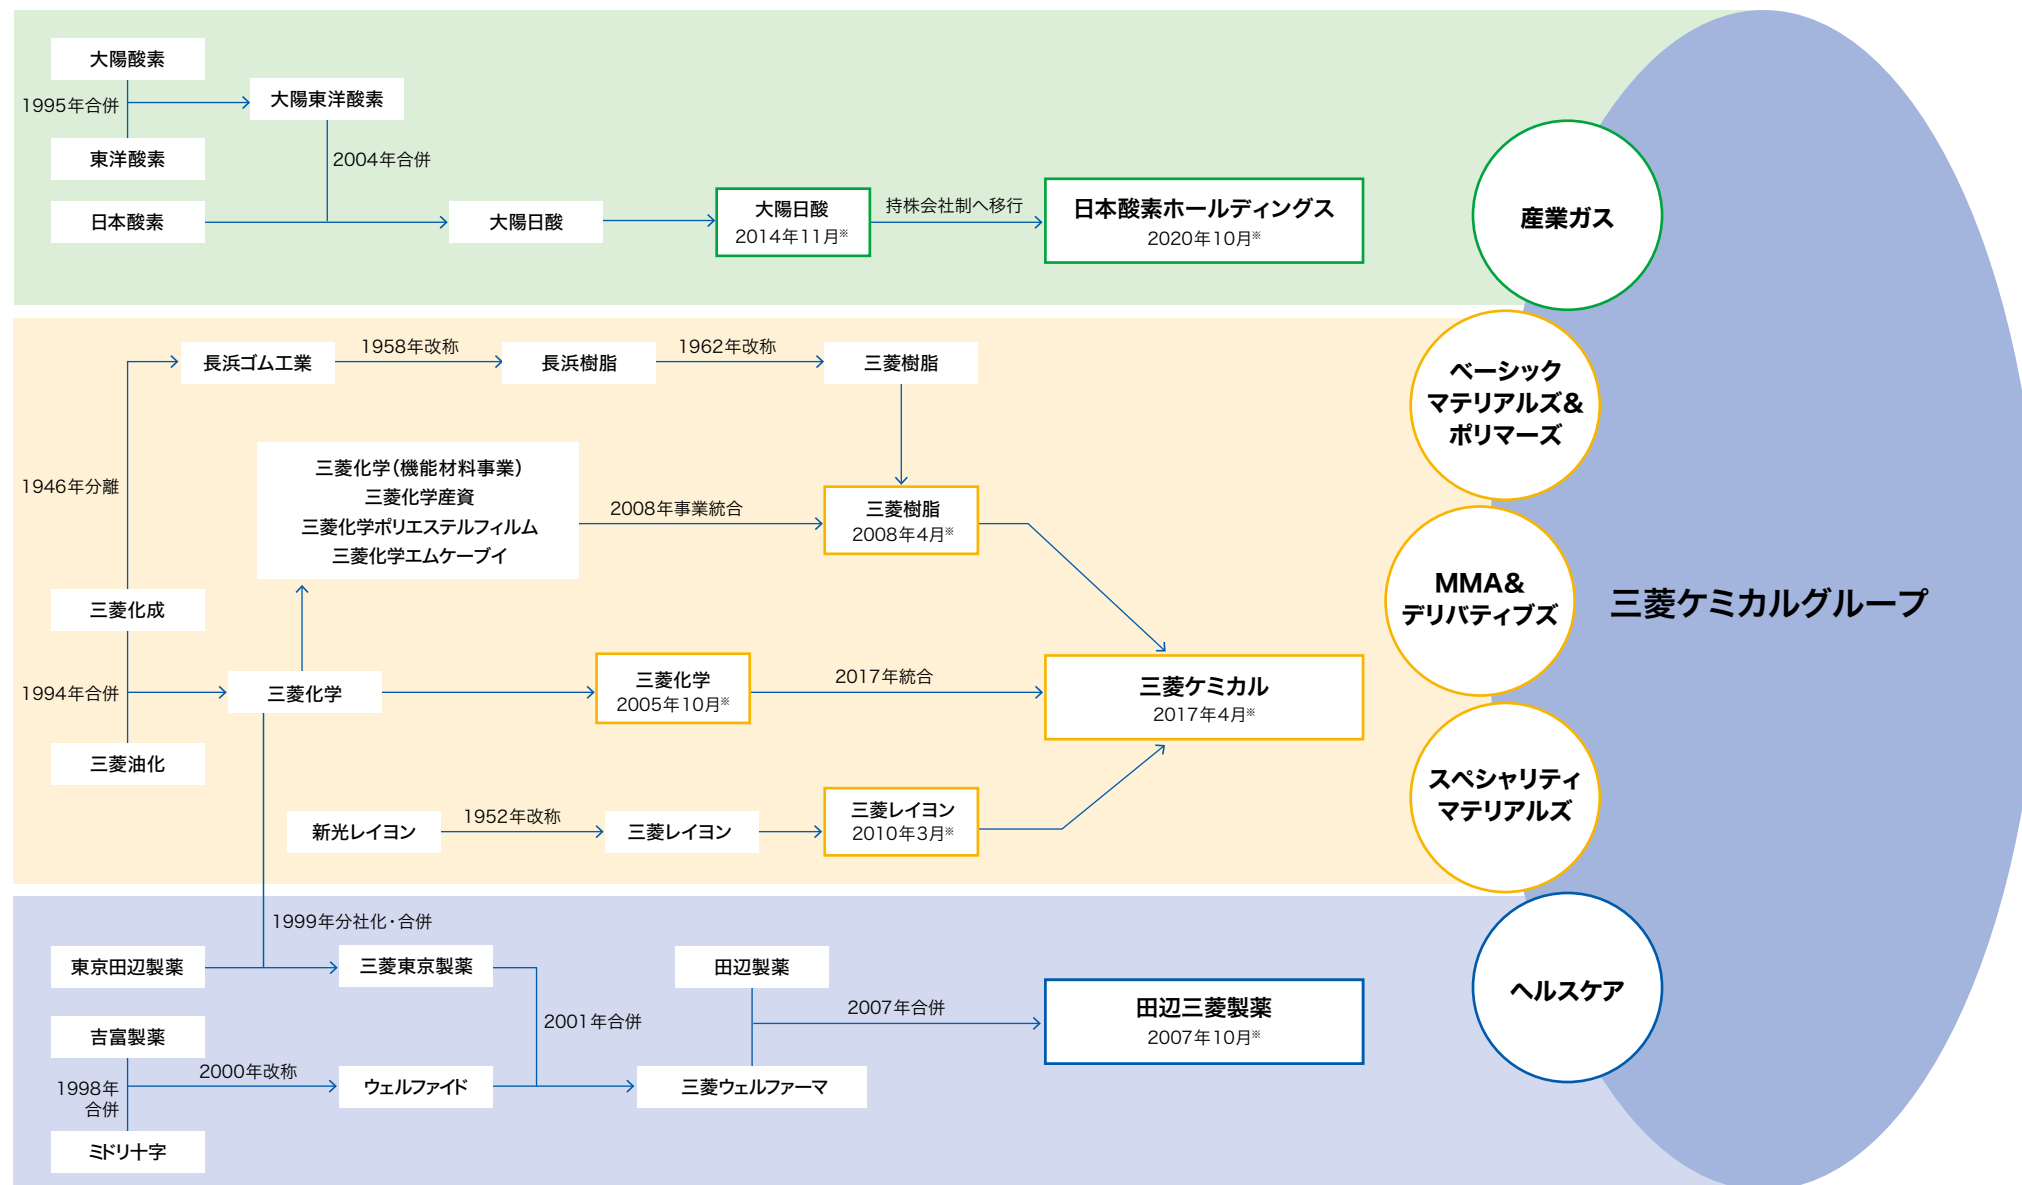 大陽酸素
1995年合併
大陽東洋酸素
東洋酸素
2004年合併
日本酸素
大陽日酸
大陽日酸
2014年11月※
持株会社制へ移行
日本酸素ホールディングス
2020年10月※
産業ガス
長浜ゴム工業
1958年改称
長浜樹脂
1962年改称
三菱樹脂
1946年分離
三菱化学(機能材料事業)
三菱化学産資
三菱化学ポリエステルフィルム
三菱化学エムケーブイ
2008年事業統合
三菱樹脂
2008年4月※
三菱化成
1994年合併
三菱油化
三菱化学
三菱化学
2005年10月※
2017年統合
三菱ケミカル
2017年4月※
新光レイヨン
1952年改称
三菱レイヨン
三菱レイヨン
2010年3月※
ベーシック
マテリアルズ&
ポリマーズ
MMA&
デリバティブズ
スペシャリティ
マテリアルズ
三菱ケミカルグループ
1999年分社化・合併
東京田辺製薬
三菱東京製薬
吉富製薬
1998年
合併
ミドリ十字
2000年改称
ウェルファイド
2001年合併
田辺製薬
三菱ウェルファーマ
2007年合併
田辺三菱製薬
2007年10月※
ヘルスケア